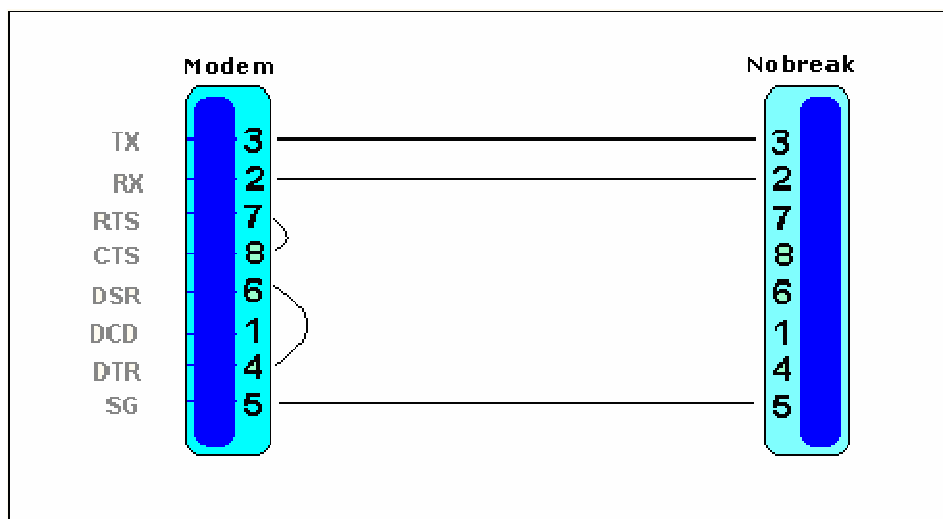 Modem Nobreak
TX 3 3
RX 2 2
RTS 7 7
CTS 8 8
DSR 6 6
DCD 1 1
DTR 4 4
SG 5 5